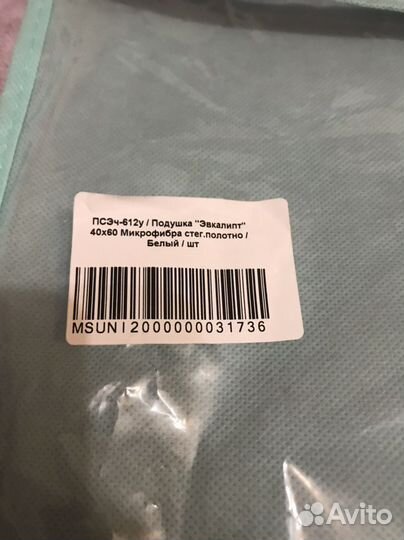 ПСЭч-612у / Подушка "Эвкалипт"
40х60 Микрофибра стег.полотно /
Белый / шт
MSUNI2000000031736
Avito